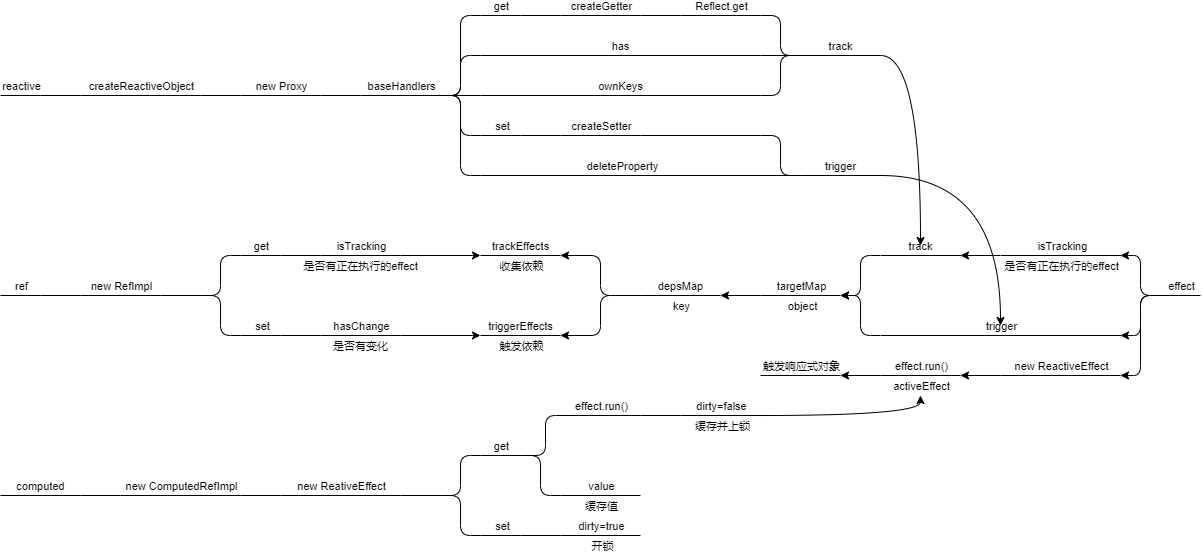 get createGetter Reflect.get
has track
reactive createReactiveObject new Proxy baseHandlers ownKeys
set createSetter
deleteProperty trigger
get isTracking trackEffects track isTracking
是否有正在执行的effect 收集依赖 是否有正在执行的effect
ref new RefImpl depsMap targetMap effect
key object
set hasChange triggerEffects trigger
是否有变化 触发依赖
触发响应式对象 effect.run() new ReactiveEffect
activeEffect
effect.run() dirty=false
缓存并上锁
get
computed new ComputedRefImpl new ReativeEffect value
缓存值
set dirty=true
开锁